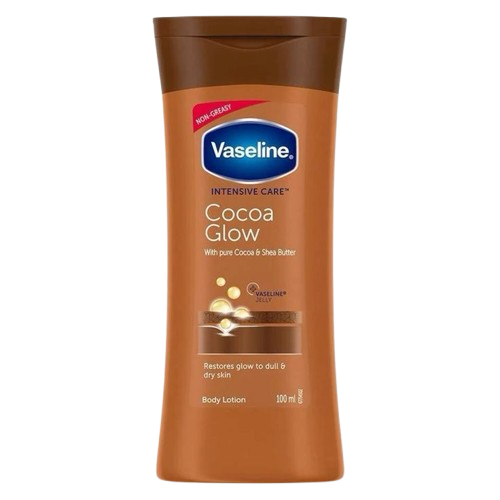 NON-GREASY
Vaseline®
INTENSIVE CARE™
Cocoa
Glow
With pure Cocoa & Shea Butter
VASELINE®
JELLY
Restores glow to dull &
dry skin
Body Lotion 100 ml